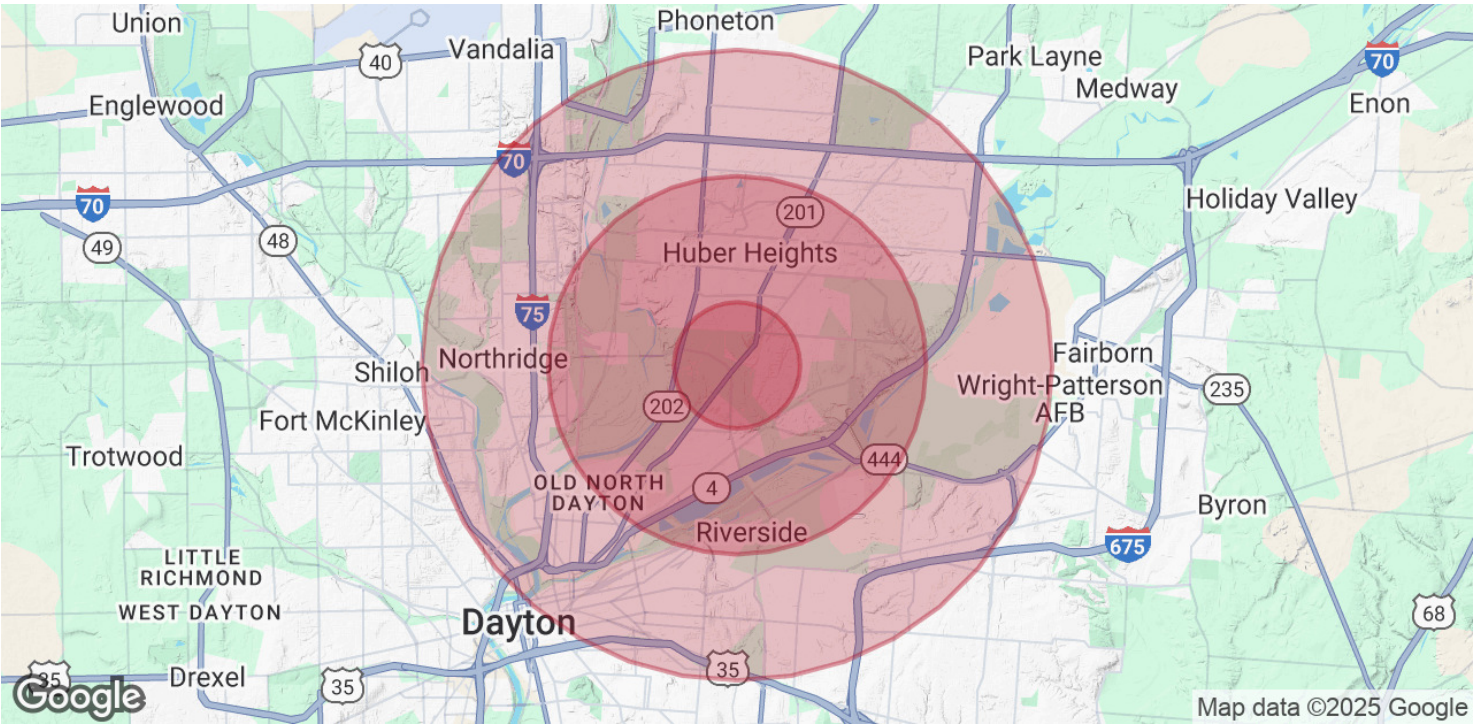 Union
Phoneton
40
Vandalia
Park Layne
70
Medway
Englewood
Enon
70
70
Holiday Valley
201
49
48
Huber Heights
75
Northridge
Shiloh
Fairborn
Wright-Patterson
AFB
235
202
Fort McKinley
Trotwood
444
OLD NORTH
DAYTON
4
Byron
Riverside
675
LITTLE
RICHMOND
WEST DAYTON
68
Dayton
35
35
35
Drexel
Google
Map data ©2025 Google